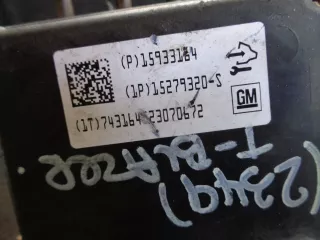 (P)15933164
(1P)15279320-S
GM
(1T)743164 23070672
(2349)
T-BLAZER.